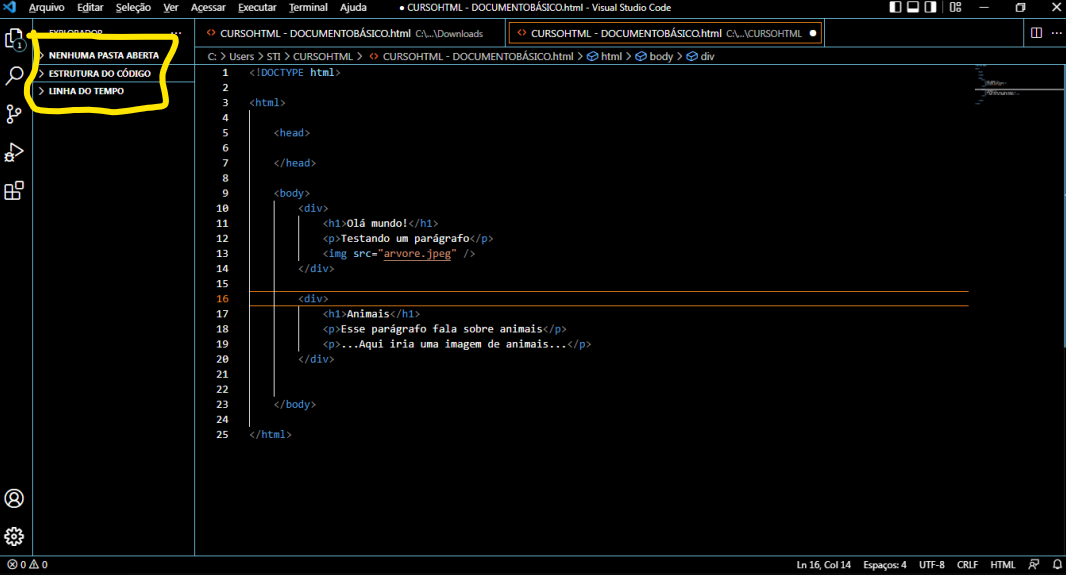 Arquivo Editar Seleção Ver Acessar Executar Terminal Ajuda ● CURSOHTML - DOCUMENTOBÁSICO.html - Visual Studio Code
EXPLORADOR ...
NENHUMA PASTA ABERTA
ESTRUTURA DO CÓDIGO
LINHA DO TEMPO
1
<> CURSOHTML - DOCUMENTOBÁSICO.html C:\...\Downloads
<> CURSOHTML - DOCUMENTOBÁSICO.html C:\...\CURSOHTML ●
C: > Users > STI > CURSOHTML > <> CURSOHTML - DOCUMENTOBÁSICO.html > html > body > div
1 <!DOCTYPE html>
2
3 <html>
4
5 <head>
6
7 </head>
8
9 <body>
10 <div>
11 <h1>Olá mundo!</h1>
12 <p>Testando um parágrafo</p>
13 <img src="arvore.jpeg" />
14 </div>
15
16 <div>
17 <h1>Animais</h1>
18 <p>Esse parágrafo fala sobre animais</p>
19 <p>...Aqui iria uma imagem de animais...</p>
20 </div>
21
22
23 </body>
24
25 </html>
0 0 Ln 16, Col 14 Espaços: 4 UTF-8 CRLF HTML